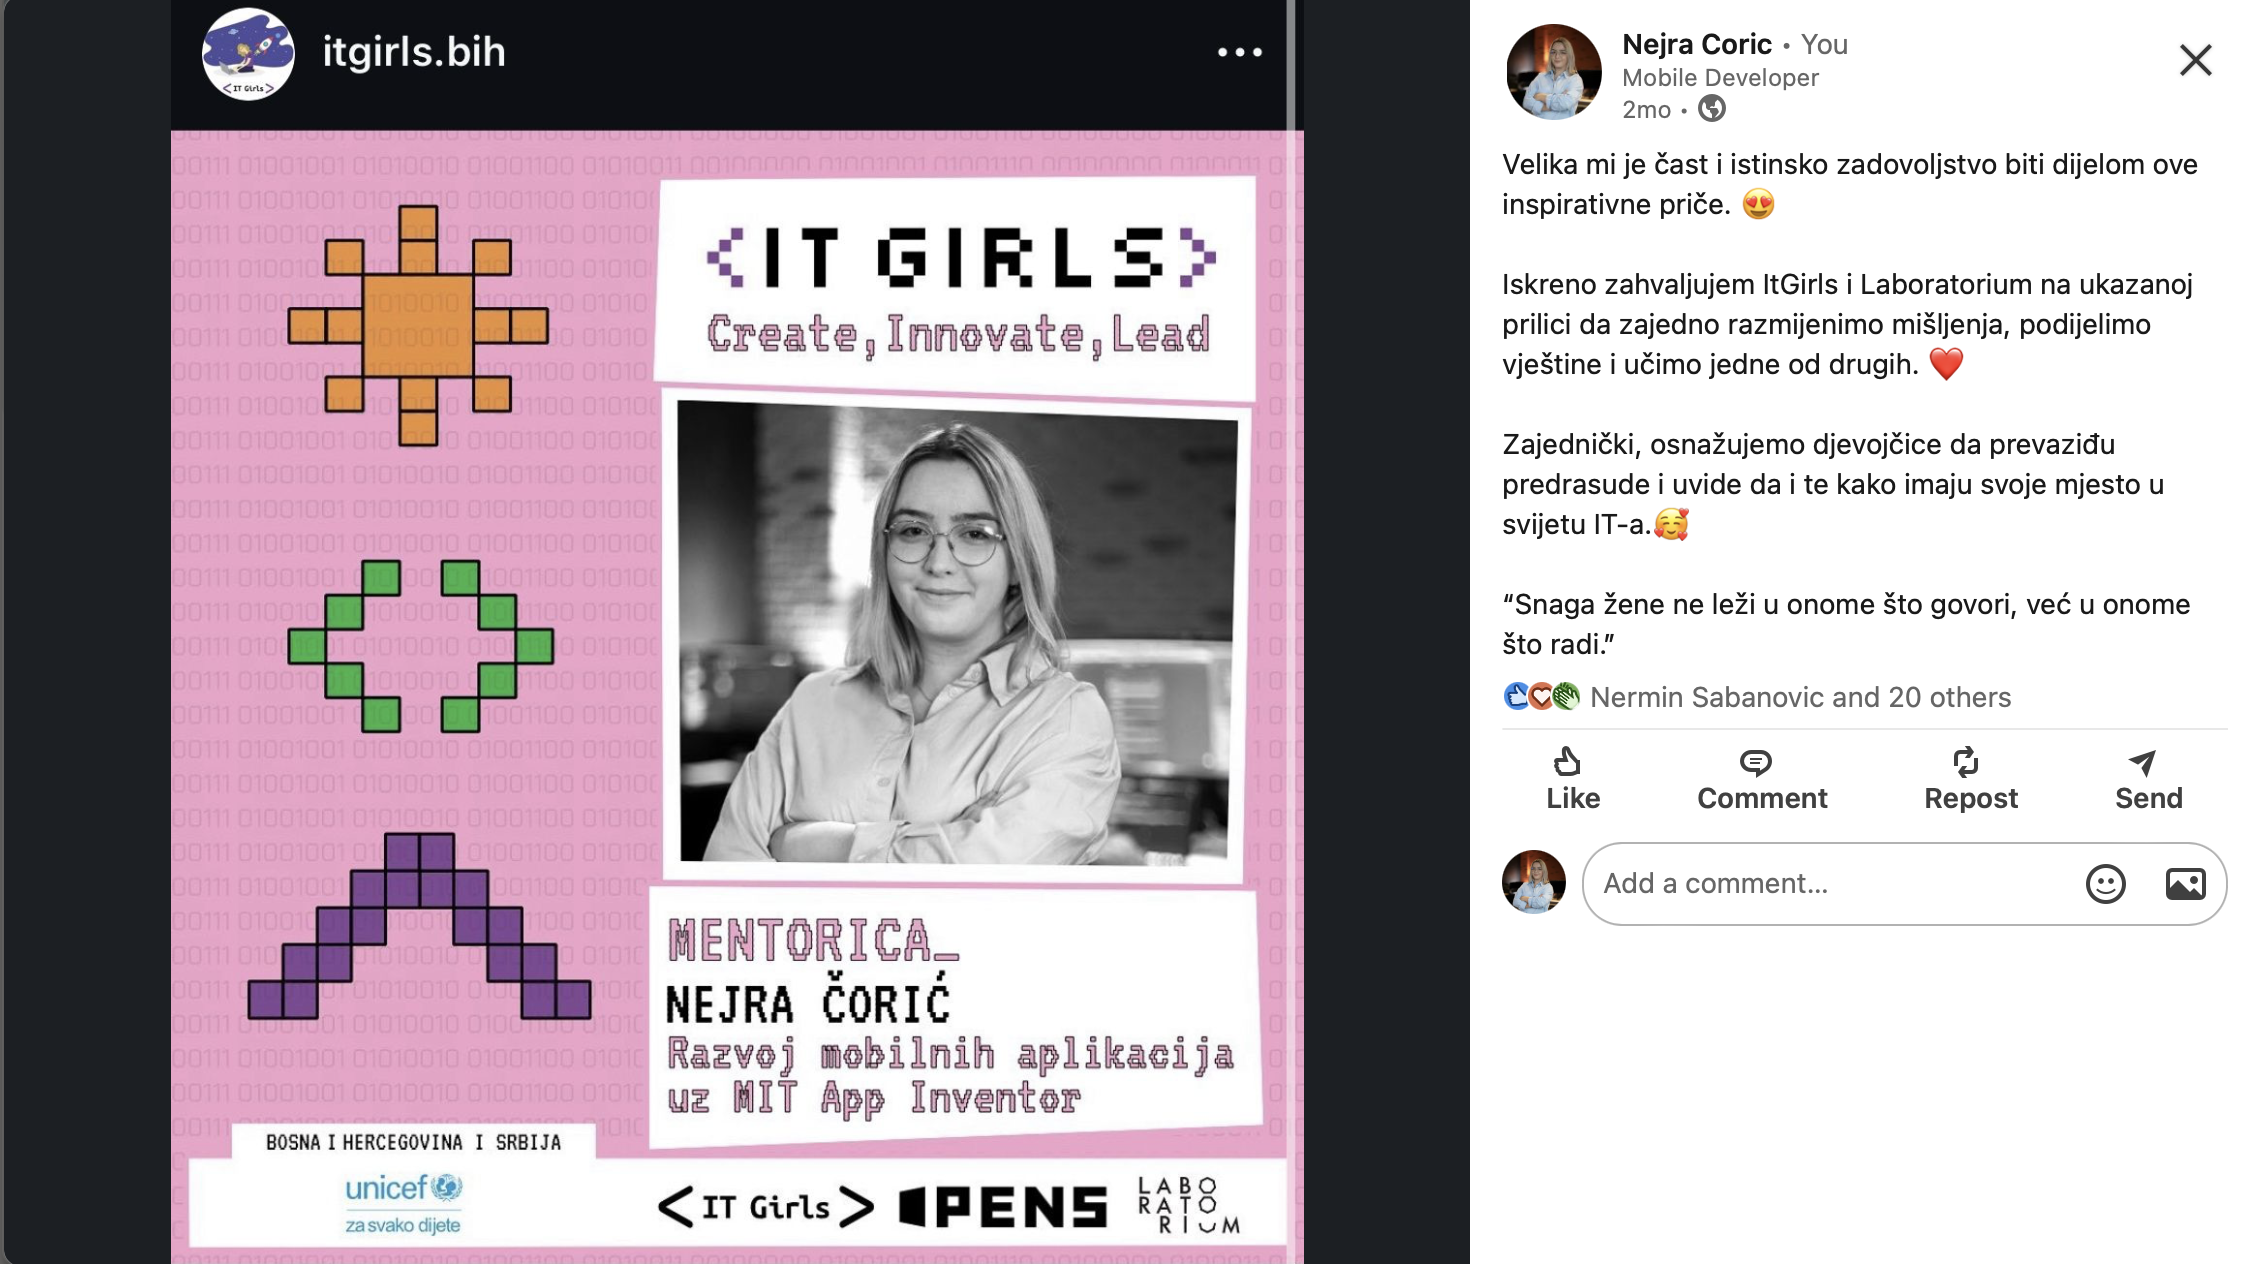 itgirls.bih
<IT Girls>
<IT GIRLS>
Create,Innovate,Lead
MENTORICA_
NEJRA ČORIĆ
Razvoj mobilnih aplikacija
uz MIT App Inventor
BOSNA I HERCEGOVINA I SRBIJA
unicef
za svako dijete
<IT Girls>
OPENS
LABO
RATO
RIUM
Nejra Coric • You
Mobile Developer
2mo •
Velika mi je čast i istinsko zadovoljstvo biti dijelom ove
inspirativne priče. 😍
Iskreno zahvaljujem ItGirls i Laboratorium na ukazanoj
prilici da zajedno razmijenimo mišljenja, podijelimo
vještine i učimo jedne od drugih. ❤️
Zajednički, osnažujemo djevojčice da prevaziđu
predrasude i uvide da i te kako imaju svoje mjesto u
svijetu IT-a.🥰
“Snaga žene ne leži u onome što govori, već u onome
što radi.”
Nermin Sabanovic and 20 others
Like Comment Repost Send
Add a comment...